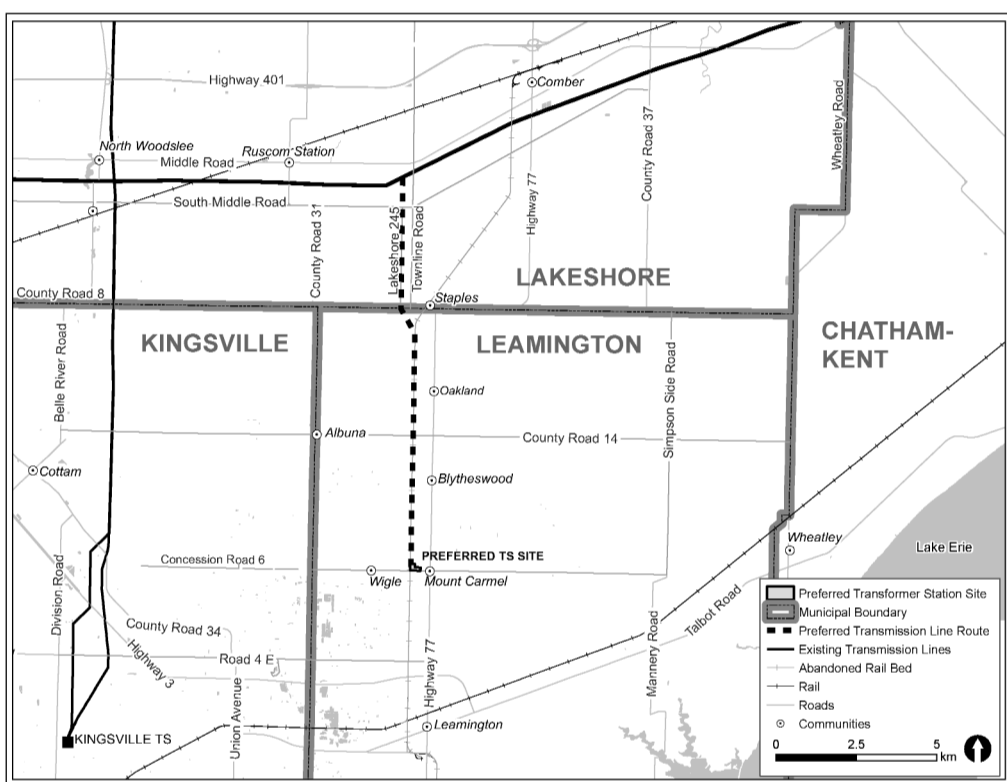 Highway 401
Comber
North Woodslee
Middle Road
Ruscom Station
South Middle Road
County Road 31
Lakeshore 245
Townline Road
Highway 77
County Road 37
Wheatley Road
LAKESHORE
County Road 8
Staples
KINGSVILLE
LEAMINGTON
CHATHAM-
KENT
Belle River Road
Oakland
Simpson Side Road
Albuna
County Road 14
Cottam
Blytheswood
Wheatley
Lake Erie
Concession Road 6
PREFERRED TS SITE
Wigle
Mount Carmel
Division Road
County Road 34
Highway 3
Road 4 E
Union Avenue
Highway 77
Mannery Road
Talbot Road
Leamington
KINGSVILLE TS
Preferred Transformer Station Site
Municipal Boundary
Preferred Transmission Line Route
Existing Transmission Lines
Abandoned Rail Bed
Rail
Roads
Communities
0 2.5 5
km